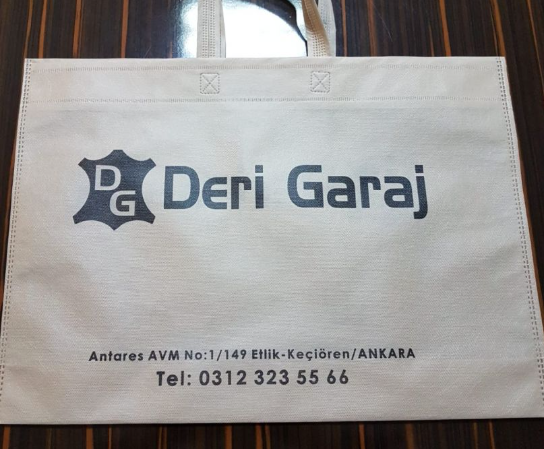 DG Deri Garaj
Antares AVM No:1/149 Etlik-Keçiören/ANKARA
Tel: 0312 323 55 66